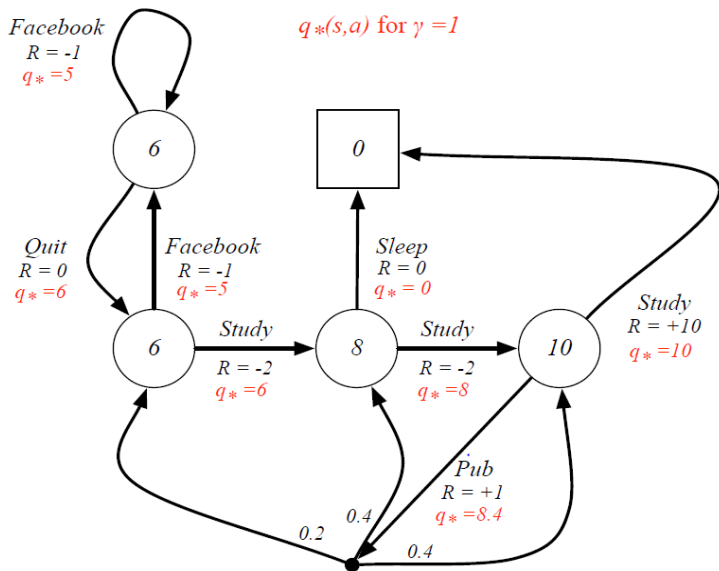 Facebook
R = -1
q* =5
q*(s,a) for γ =1
6
0
Quit
R = 0
q* =6
Facebook
R = -1
q* =5
Sleep
R = 0
q* = 0
Study
R = +10
q* =10
6
Study
R = -2
q* =6
8
Study
R = -2
q* =8
10
Pub
R = +1
q* =8.4
0.2
0.4
0.4